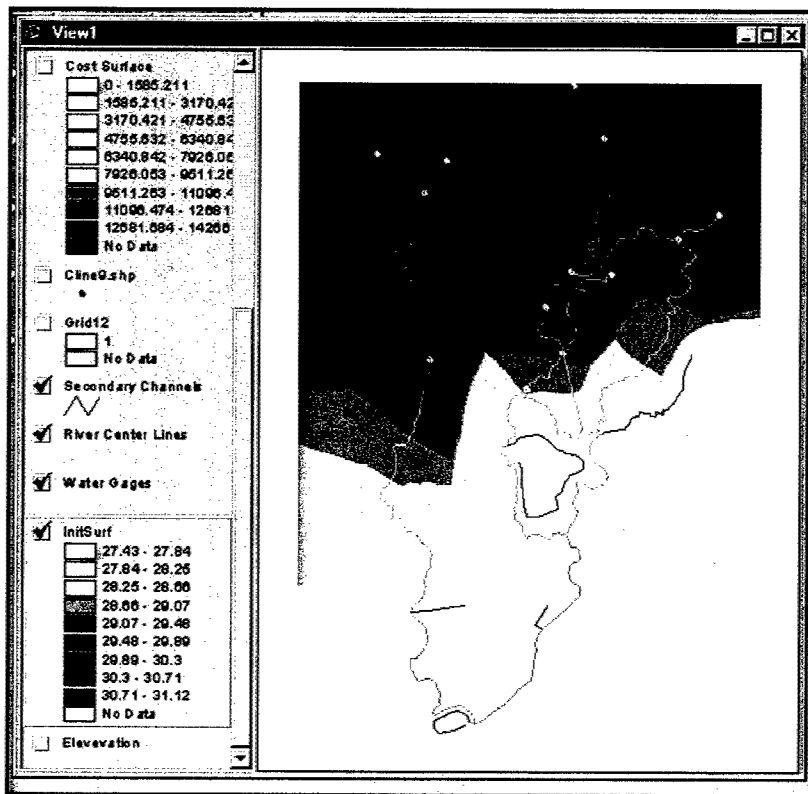 View1
Cost Surface
0 - 1585.211
1585.211 - 3170.42
3170.421 - 4755.63
4755.632 - 6340.84
6340.842 - 7926.05
7926.053 - 9511.26
9511.263 - 11096.4
11096.474 - 12681
12681.684 - 14266
No Data
Cline9.shp
Grid12
1
No Data
Secondary Channels
River Center Lines
Water Gages
InitSurf
27.43 - 27.84
27.84 - 28.25
28.25 - 28.66
28.66 - 29.07
29.07 - 29.48
29.48 - 29.89
29.89 - 30.3
30.3 - 30.71
30.71 - 31.12
No Data
Elevevation